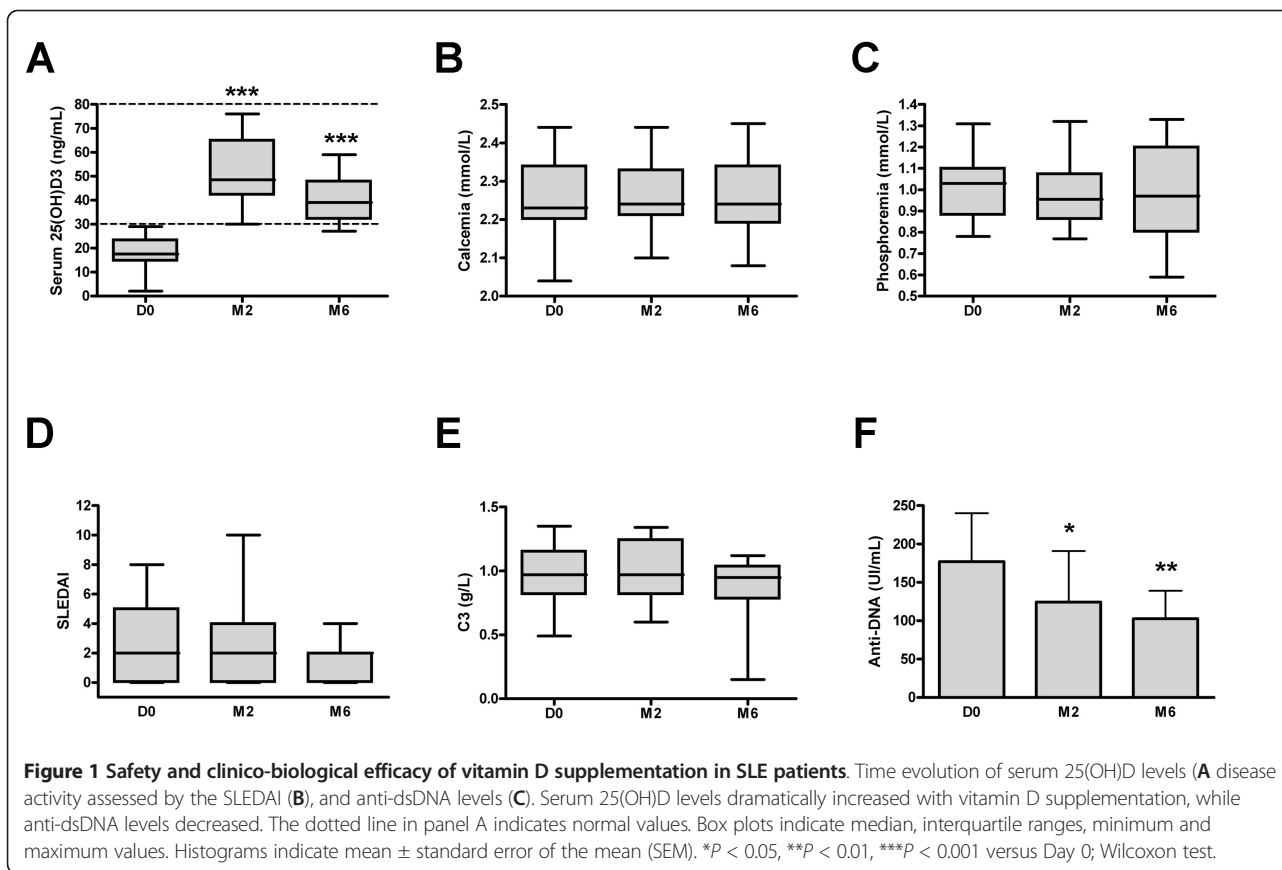 A
B
C
Serum 25(OH)D3 (ng/mL)
80
70
60
50
40
30
20
10
0
***
***
D0 M2 M6
Calcemia (mmol/L)
2.5
2.4
2.3
2.2
2.1
2.0
D0 M2 M6
Phosphoremia (mmol/L)
1.4
1.3
1.2
1.1
1.0
0.9
0.8
0.7
0.6
0.5
D0 M2 M6
D
E
F
SLEDAI
12
10
8
6
4
2
0
D0 M2 M6
C3 (g/L)
1.5
1.0
0.5
0.0
D0 M2 M6
Anti-DNA (UI/mL)
250
200
150
100
50
0
*
**
D0 M2 M6
Figure 1 Safety and clinico-biological efficacy of vitamin D supplementation in SLE patients. Time evolution of serum 25(OH)D levels (A disease
activity assessed by the SLEDAI (B), and anti-dsDNA levels (C). Serum 25(OH)D levels dramatically increased with vitamin D supplementation, while
anti-dsDNA levels decreased. The dotted line in panel A indicates normal values. Box plots indicate median, interquartile ranges, minimum and
maximum values. Histograms indicate mean ± standard error of the mean (SEM). *P < 0.05, **P < 0.01, ***P < 0.001 versus Day 0; Wilcoxon test.